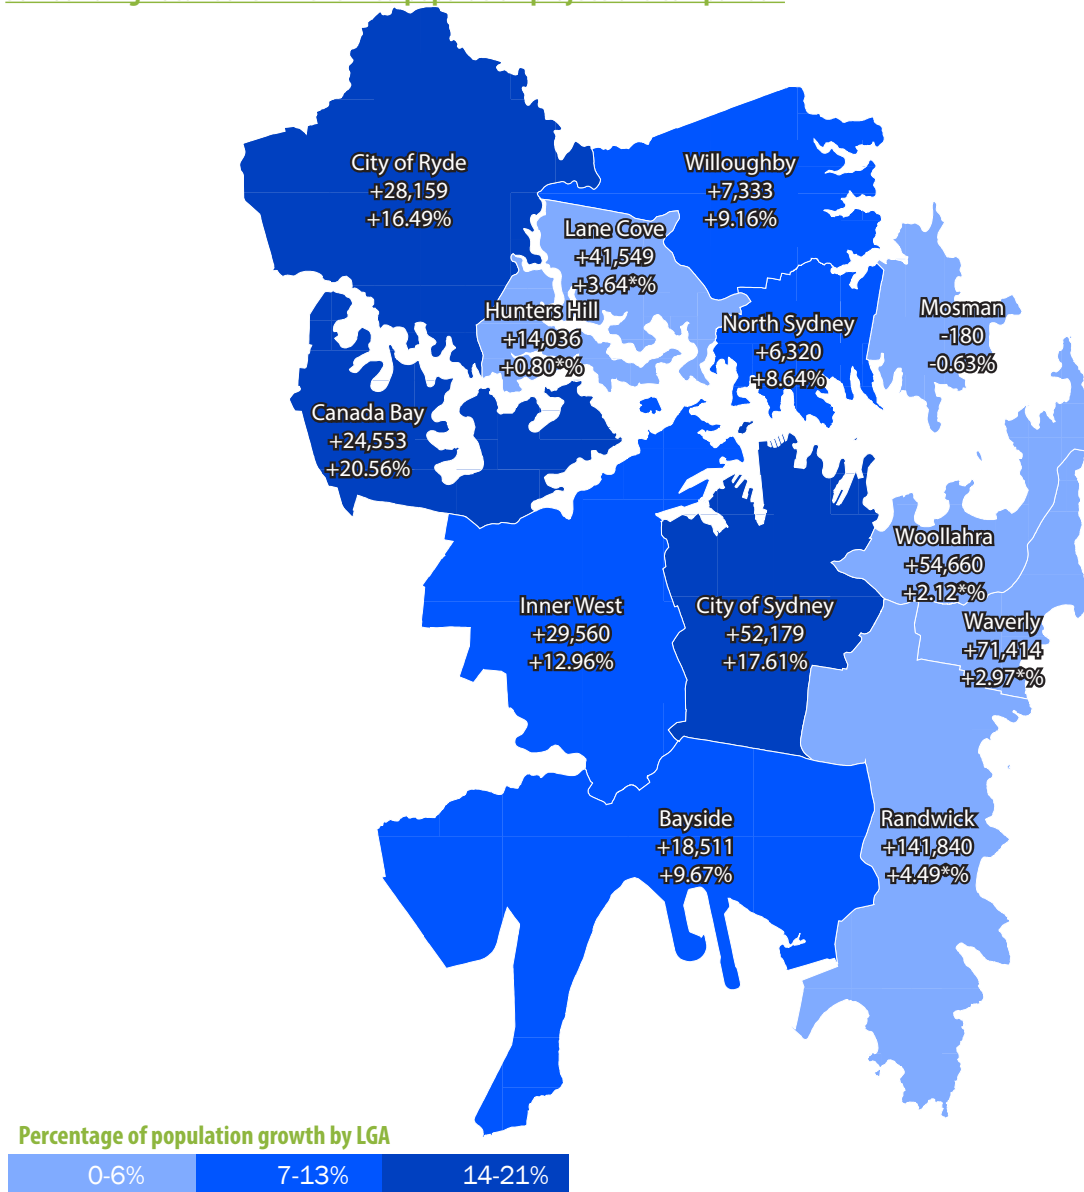 City of Ryde
+28,159
+16.49%
Willoughby
+7,333
+9.16%
Lane Cove
+41,549
+3.64*%
Hunters Hill
+14,036
+0.80*%
North Sydney
+6,320
+8.64%
Mosman
-180
-0.63%
Canada Bay
+24,553
+20.56%
Woollahra
+54,660
+2.12*%
Inner West
+29,560
+12.96%
City of Sydney
+52,179
+17.61%
Waverly
+71,414
+2.97*%
Bayside
+18,511
+9.67%
Randwick
+141,840
+4.49*%
Percentage of population growth by LGA
0-6%
7-13%
14-21%